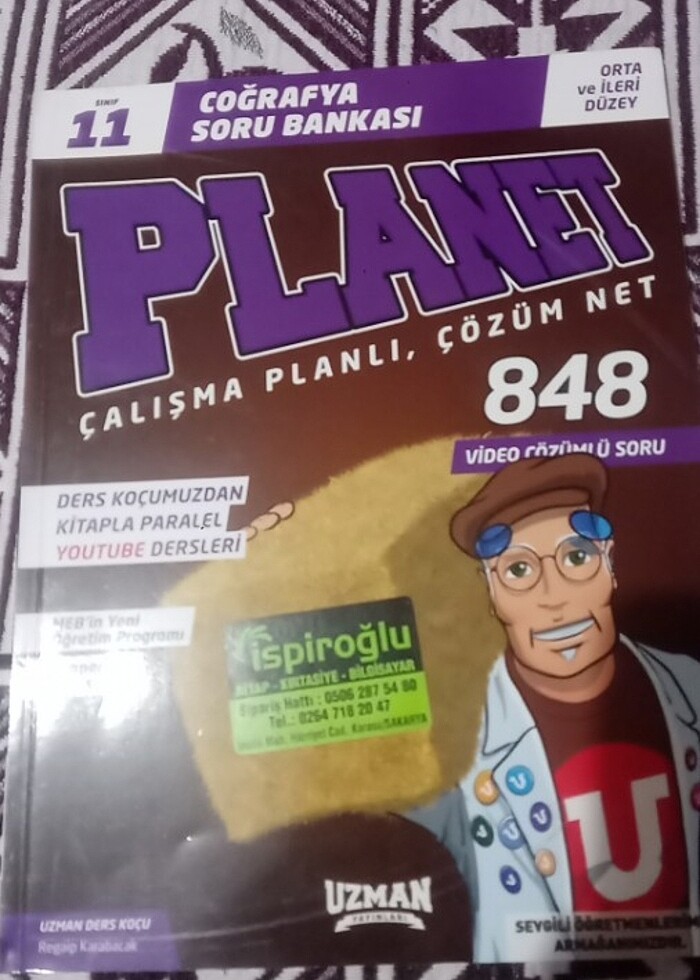 SINIF
11
COĞRAFYA
SORU BANKASI
ORTA
ve İLERİ
DÜZEY
PLANET
ÇALIŞMA PLANLI, ÇÖZÜM NET
848
VİDEO ÇÖZÜMLÜ SORU
DERS KOÇUMUZDAN
KİTAPLA PARALEL
YOUTUBE DERSLERİ
MEB'in Yeni
Öğretim Programı
ispiroğlu
KİTAP - KIRTASİYE - BİLGİSAYAR
Sipariş Hattı : 0506 287 54 80
Tel.: 0264 718 20 47
Cad. Karasu/SAKARYA
U
UZMAN
YAYINLARI
UZMAN DERS KOÇU
Regaip Karabacak
SEVGİLİ ÖĞRETMENLERİ
ARMAĞANIMIZDIR.